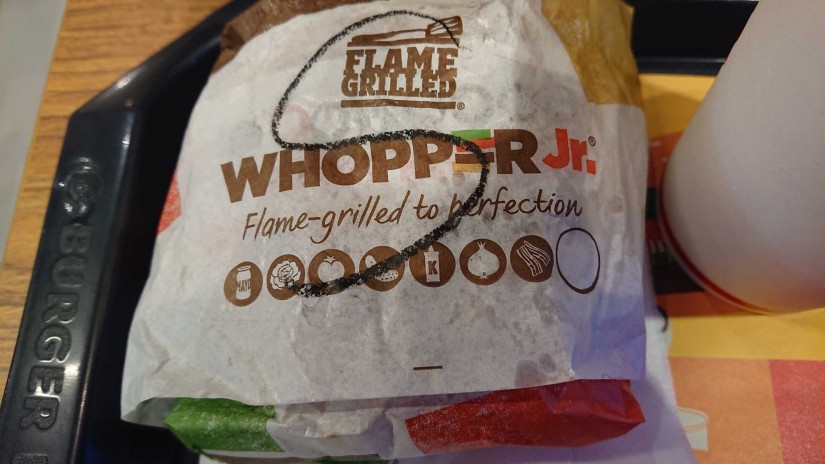 FLAME
GRILLED®
WHOPPER Jr.®
Flame-grilled to perfection
MAYO
K
BURGER